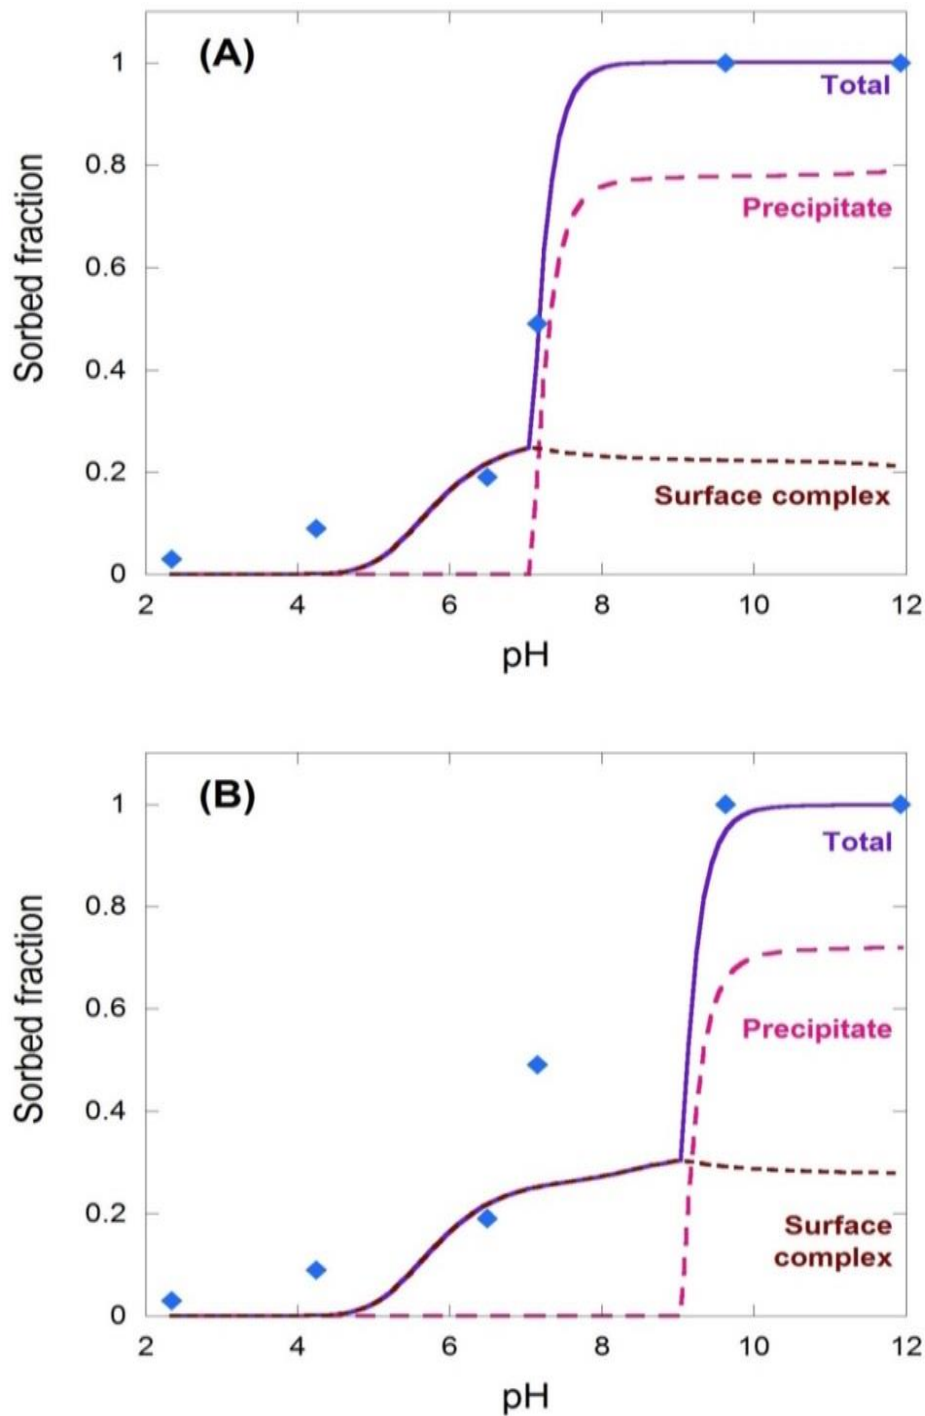 (A)
1
Total
0.8
Precipitate
0.6
Sorbed fraction
0.4
0.2
Surface complex
0
2 4 6 8 10 12
pH
(B)
1
Total
0.8
0.6
Precipitate
Sorbed fraction
0.4
0.2
Surface
complex
0
2 4 6 8 10 12
pH